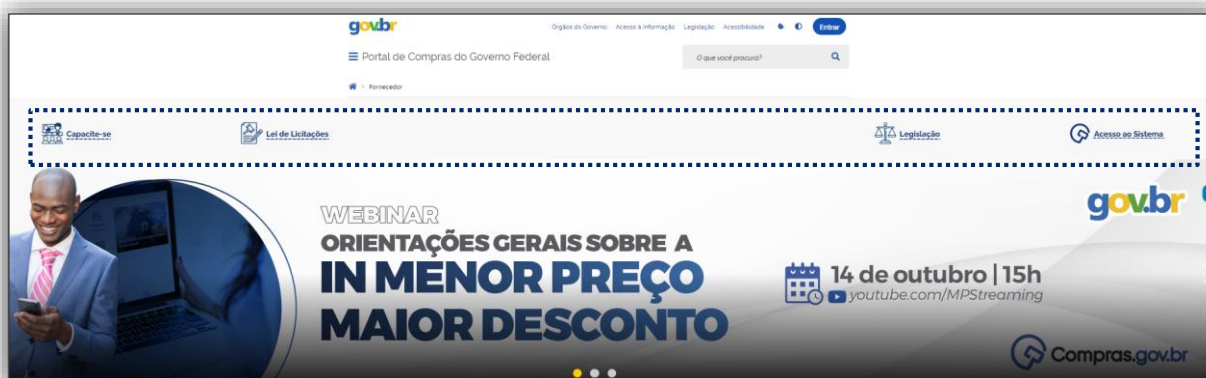 gov.br
Órgãos do Governo Acesso à Informação Legislação Acessibilidade Entrar
Portal de Compras do Governo Federal
O que você procura?
Fornecedor
Capacite-se
Lei de Licitações
Legislação
Acesso ao Sistema
gov.br
WEBINAR
ORIENTAÇÕES GERAIS SOBRE A
IN MENOR PREÇO
MAIOR DESCONTO
14 de outubro | 15h
youtube.com/MPStreaming
Compras.gov.br